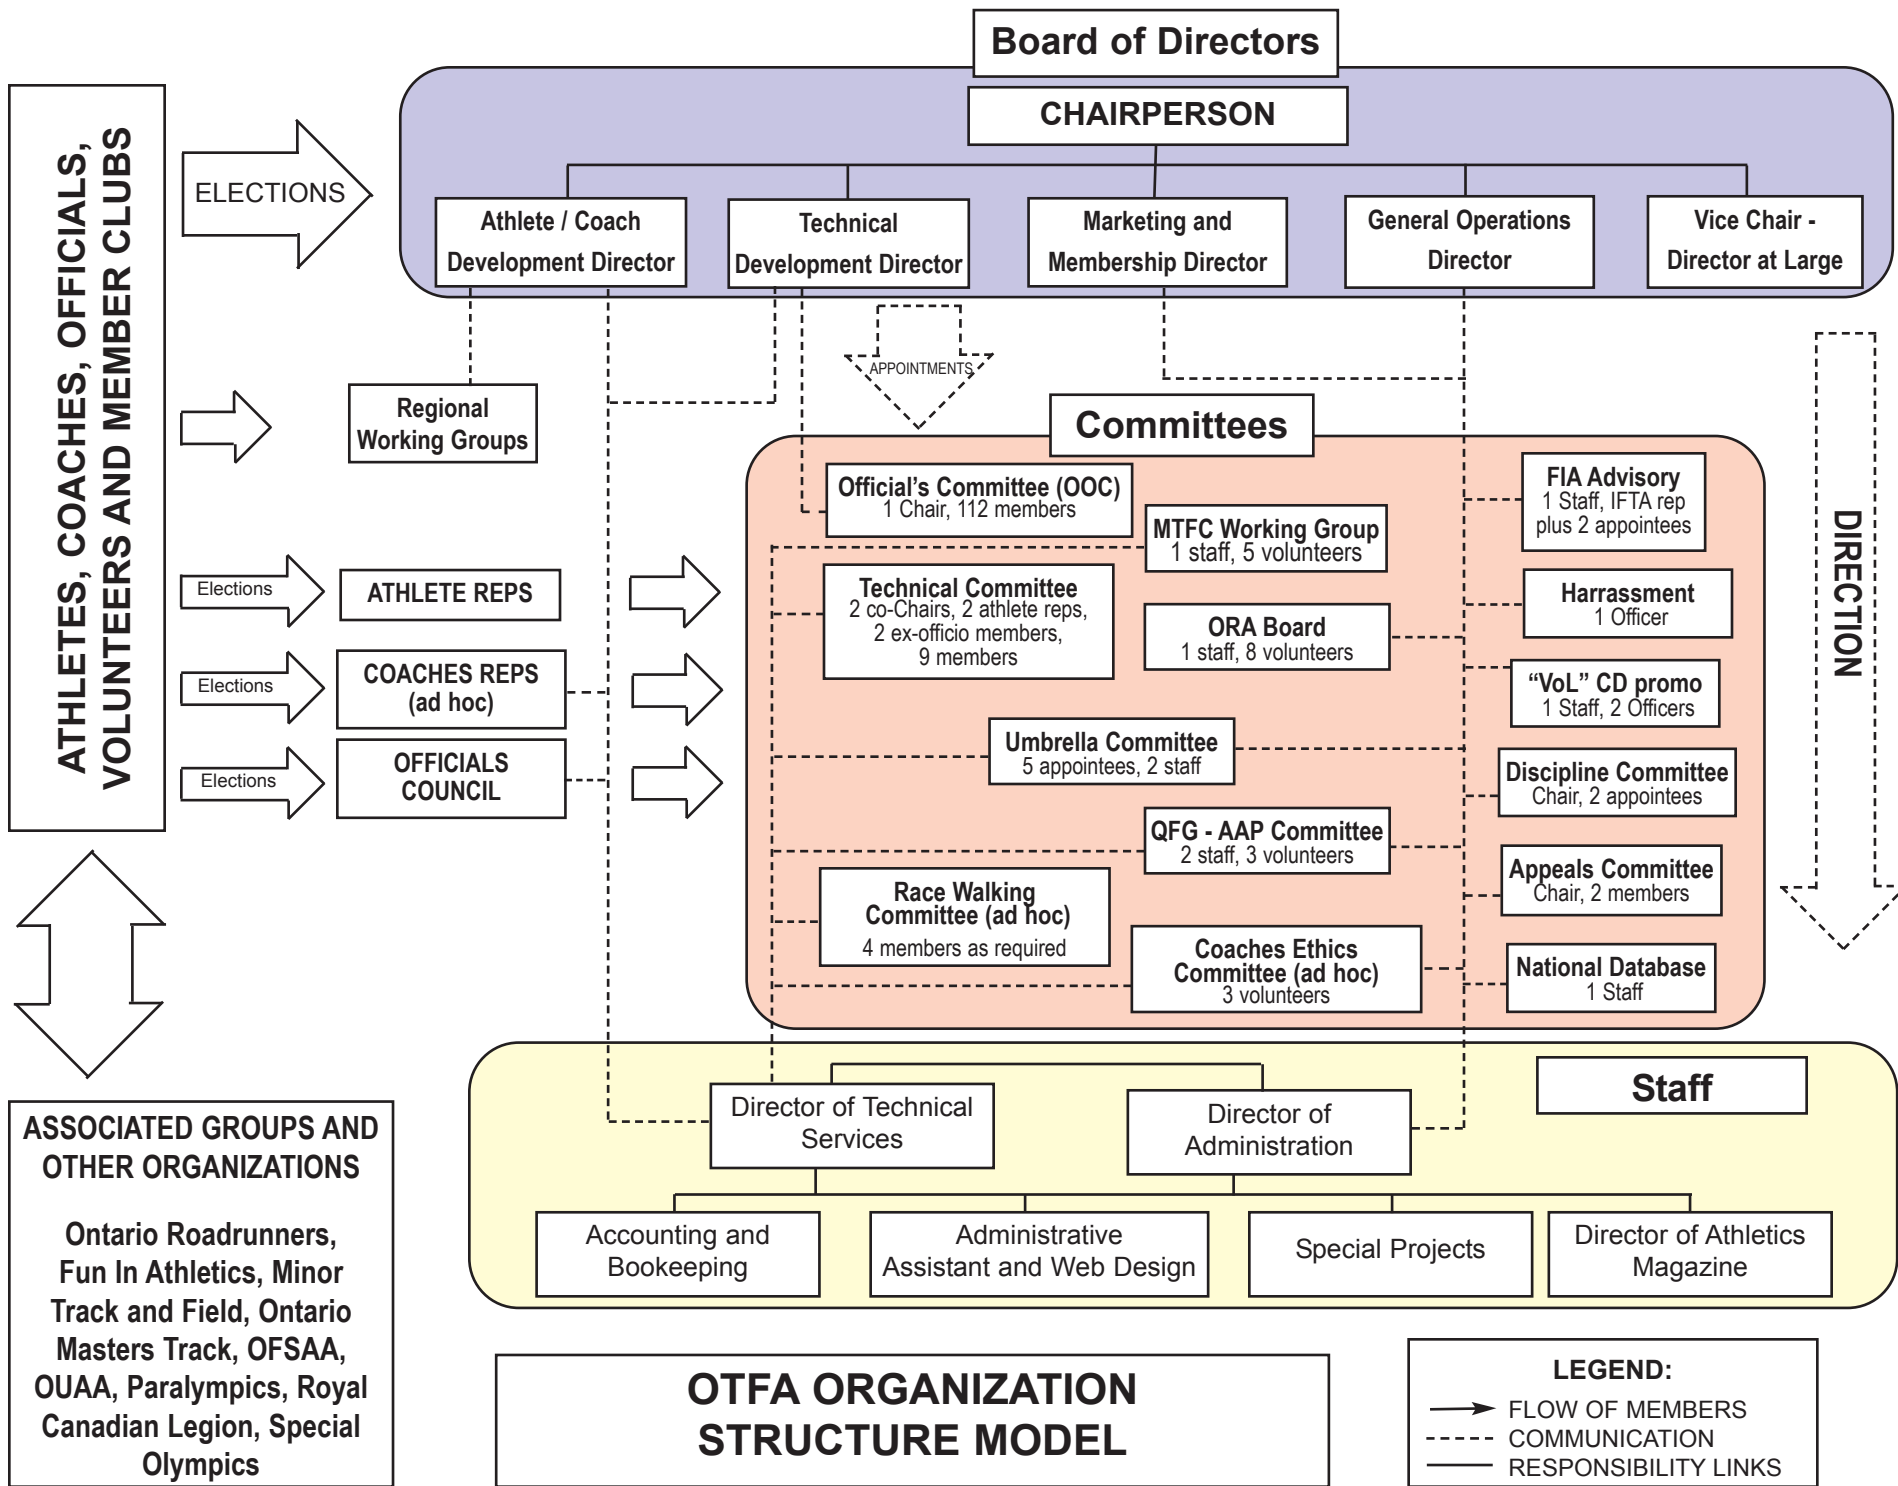 Board of Directors
CHAIRPERSON
ATHLETES, COACHES, OFFICIALS,
VOLUNTEERS AND MEMBER CLUBS
ELECTIONS
Athlete / Coach
Development Director
Technical
Development Director
Marketing and
Membership Director
General Operations
Director
Vice Chair -
Director at Large
APPOINTMENTS
DIRECTION
Regional
Working Groups
Elections
ATHLETE REPS
Elections
COACHES REPS
(ad hoc)
Elections
OFFICIALS
COUNCIL
Committees
Official's Committee (OOC)
1 Chair, 112 members
MTFC Working Group
1 staff, 5 volunteers
FIA Advisory
1 Staff, IFTA rep
plus 2 appointees
Technical Committee
2 co-Chairs, 2 athlete reps,
2 ex-officio members,
9 members
ORA Board
1 staff, 8 volunteers
Harrassment
1 Officer
“VoL” CD promo
1 Staff, 2 Officers
Umbrella Committee
5 appointees, 2 staff
Discipline Committee
Chair, 2 appointees
QFG - AAP Committee
2 staff, 3 volunteers
Appeals Committee
Chair, 2 members
Race Walking
Committee (ad hoc)
4 members as required
Coaches Ethics
Committee (ad hoc)
3 volunteers
National Database
1 Staff
Staff
Director of Technical
Services
Director of
Administration
Accounting and
Bookeeping
Administrative
Assistant and Web Design
Special Projects
Director of Athletics
Magazine
ASSOCIATED GROUPS AND
OTHER ORGANIZATIONS
Ontario Roadrunners,
Fun In Athletics, Minor
Track and Field, Ontario
Masters Track, OFSAA,
OUAA, Paralympics, Royal
Canadian Legion, Special
Olympics
OTFA ORGANIZATION
STRUCTURE MODEL
LEGEND:
FLOW OF MEMBERS
COMMUNICATION
RESPONSIBILITY LINKS